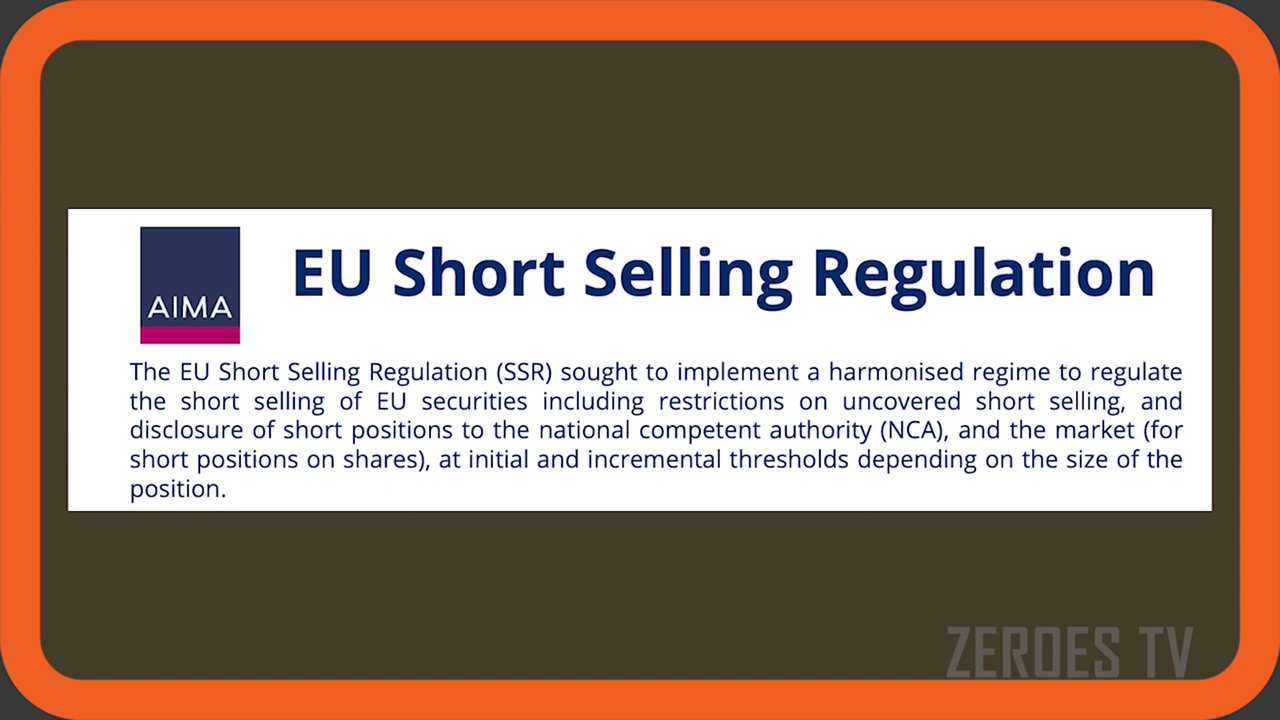 AIMA
EU Short Selling Regulation
The EU Short Selling Regulation (SSR) sought to implement a harmonised regime to regulate
the short selling of EU securities including restrictions on uncovered short selling, and
disclosure of short positions to the national competent authority (NCA), and the market (for
short positions on shares), at initial and incremental thresholds depending on the size of the
position.
ZEROES TV